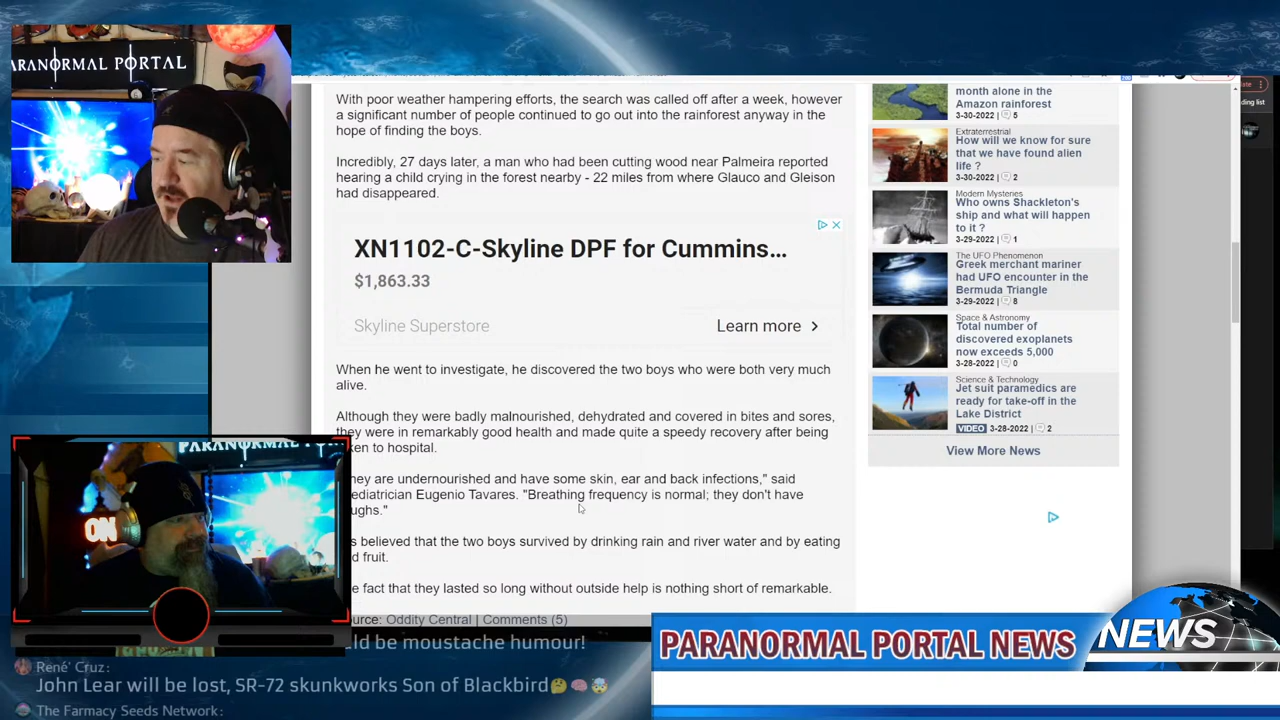 PARANORMAL PORTAL
With poor weather hampering efforts, the search was called off after a week, however
a significant number of people continued to go out into the rainforest anyway in the
hope of finding the boys.
Incredibly, 27 days later, a man who had been cutting wood near Palmeira reported
hearing a child crying in the forest nearby - 22 miles from where Glauco and Gleison
had disappeared.
XN1102-C-Skyline DPF for Cummins...
$1,863.33
Skyline Superstore
Learn more
When he went to investigate, he discovered the two boys who were both very much
alive.
Although they were badly malnourished, dehydrated and covered in bites and sores,
they were in remarkably good health and made quite a speedy recovery after being
ken to hospital.
hey are undernourished and have some skin, ear and back infections," said
ediatrician Eugenio Tavares. "Breathing frequency is normal; they don't have
ughs."
s believed that the two boys survived by drinking rain and river water and by eating
d fruit.
e fact that they lasted so long without outside help is nothing short of remarkable.
urce: Oddity Central | Comments (5)
month alone in the
Amazon rainforest
3-30-2022 | 5
Extraterrestrial
How will we know for sure
that we have found alien
life ?
3-30-2022 | 2
Modern Mysteries
Who owns Shackleton's
ship and what will happen
to it ?
3-29-2022 | 1
The UFO Phenomenon
Greek merchant mariner
had UFO encounter in the
Bermuda Triangle
3-29-2022 | 8
Space & Astronomy
Total number of
discovered exoplanets
now exceeds 5,000
3-28-2022 | 0
Science & Technology
Jet suit paramedics are
ready for take-off in the
Lake District
VIDEO 3-28-2022 | 2
View More News
ding list
PARANORMAL
ON
ld be moustache humour!
René' Cruz:
John Lear will be lost, SR-72 skunkworks Son of Blackbird🤔🧠🤯
The Farmacy Seeds Network:
PARANORMAL PORTAL NEWS
NEWS